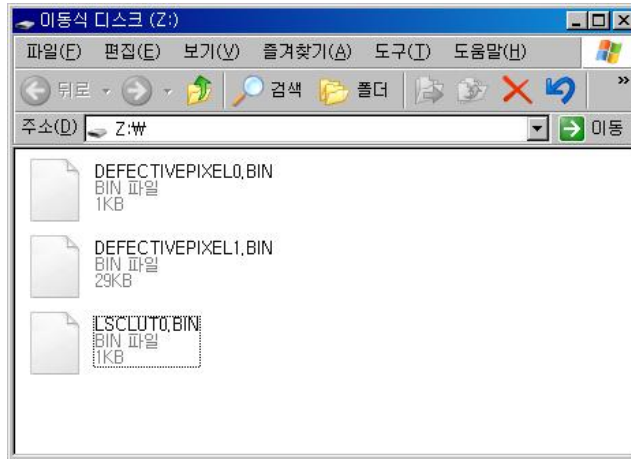 이동식 디스크 (Z:)
파일(F) 편집(E) 보기(V) 즐겨찾기(A) 도구(T) 도움말(H)
뒤로 검색 폴더 »
주소(D) Z:₩ 이동
DEFECTIVEPIXEL0.BIN
BIN 파일
1KB
DEFECTIVEPIXEL1.BIN
BIN 파일
29KB
LSCLUT0.BIN
BIN 파일
1KB